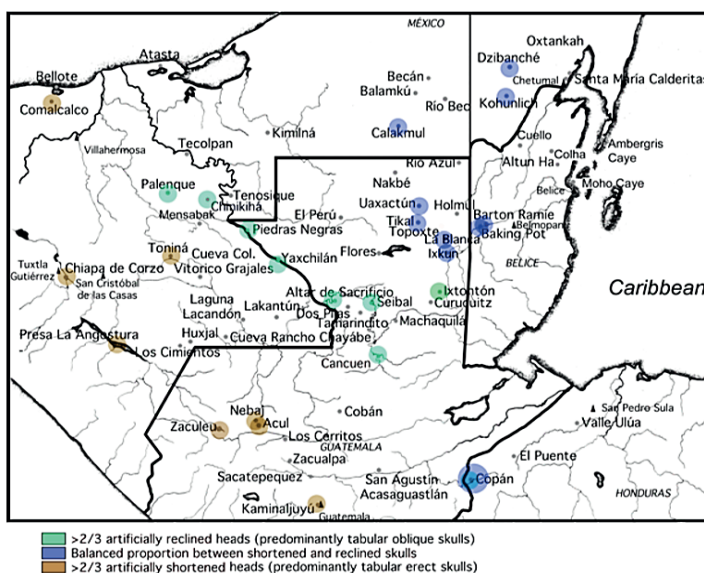 MÉXICO
Oxtankah
Atasta
Dzibanché
Bellote
Becán
Chetumal
Santa María Calderitas
Balamkú
Comalcalco
Río Bec
Kohunlich
Kimilná
Calakmul
Cuello
Villahermosa
Tecolpan
Ambergris
Caye
Colha
Altun Ha
Río Azul
Nakbé
Palenque
Moho Caye
Belice
Tenosique
Chinikihá
Uaxactún
Holmul
Mensabak
El Perú
Tikal
Barton Ramie
Piedras Negras
Topoxte
Belmopan
La Blanca
Baking Pot
Toniná
Cueva Col.
Yaxchilán
Flores
Ixkun
BELICE
Tuxtla
Gutiérrez
Chiapa de Corzo
Vitorico Grajales
San Cristóbal
de las Casas
Caribbean
Altar de Sacrificio
Ixtontón
Laguna
Lacandón
Lakantún
Seibal
Curucuitz
Dos Pilas
Tamarindito
Machaquilá
Presa La Angostura
Huxjal
Cueva Rancho Chayábe
Los Cimientos
Cancuen
Nebaj
Cobán
San Pedro Sula
Zaculeu
Acul
Valle Ulúa
Los Cerritos
GUATEMALA
Zacualpa
El Puente
Sacatepequez
San Agustín
Acasaguastlán
Copán
HONDURAS
Kaminaljuyú
Guatemala
>2/3 artificially reclined heads (predominantly tabular oblique skulls)
Balanced proportion between shortened and reclined skulls
>2/3 artificially shortened heads (predominantly tabular erect skulls)